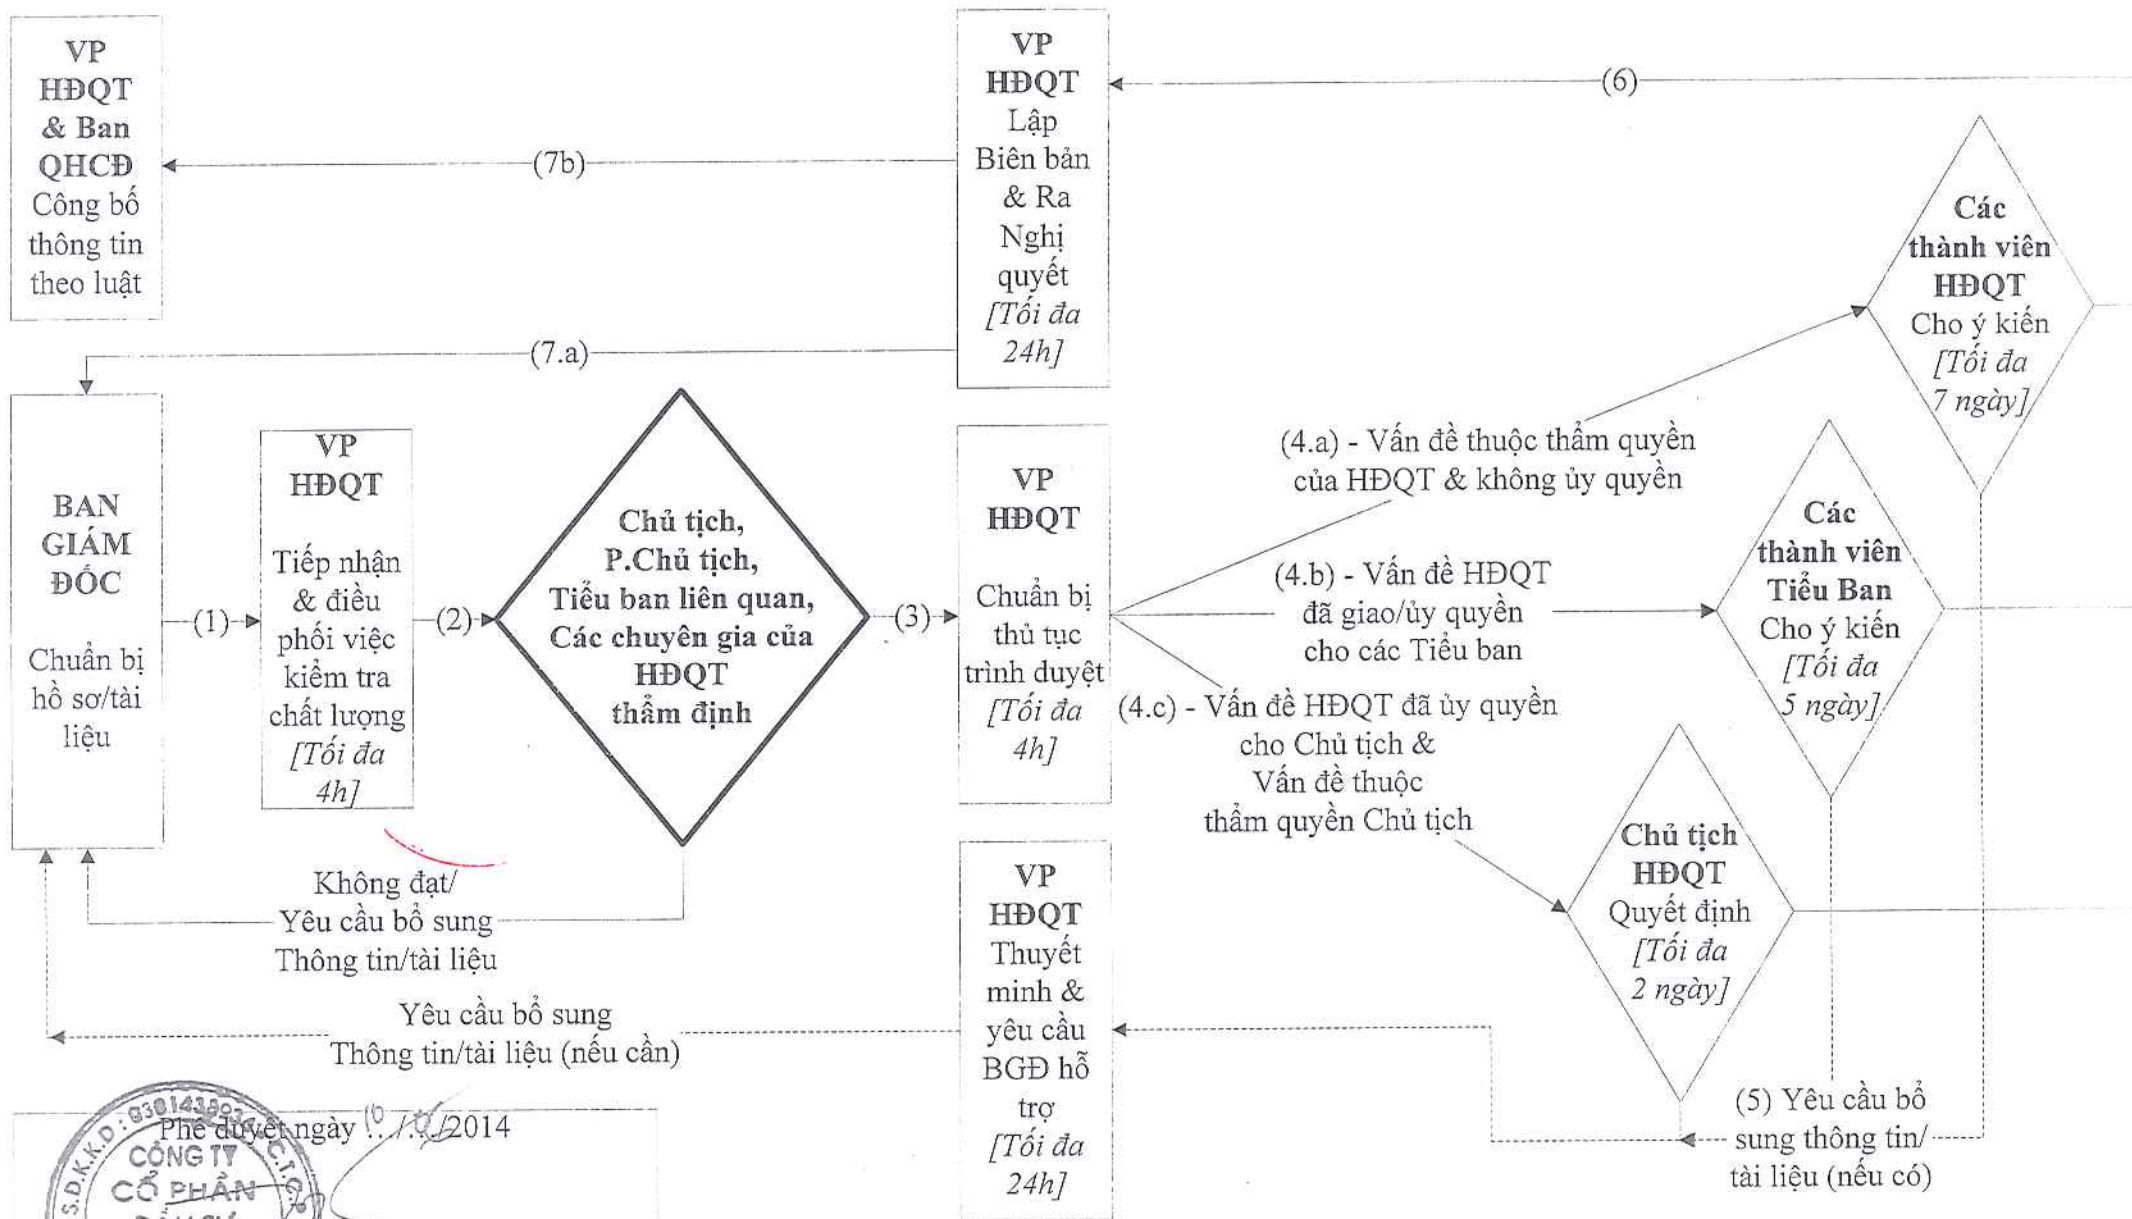 VP
HĐQT
& Ban
QHCĐ
Công bố
thông tin
theo luật
VP
HĐQT
Lập
Biên bản
& Ra
Nghị
quyết
[Tối đa
24h]
(6)
(7b)
(7.a)
Các
thành viên
HĐQT
Cho ý kiến
[Tối đa
7 ngày]
BAN
GIÁM
ĐỐC
Chuẩn bị
hồ sơ/tài
liệu
(1)
VP
HĐQT
Tiếp nhận
& điều
phối việc
kiểm tra
chất lượng
[Tối đa
4h]
(2)
Chủ tịch,
P.Chủ tịch,
Tiểu ban liên quan,
Các chuyên gia của
HĐQT
thẩm định
(3)
VP
HĐQT
Chuẩn bị
thủ tục
trình duyệt
[Tối đa
4h]
(4.a) - Vấn đề thuộc thẩm quyền
của HĐQT & không ủy quyền
(4.b) - Vấn đề HĐQT
đã giao/ủy quyền
cho các Tiểu ban
(4.c) - Vấn đề HĐQT đã ủy quyền
cho Chủ tịch &
Vấn đề thuộc
thẩm quyền Chủ tịch
Các
thành viên
Tiểu Ban
Cho ý kiến
[Tối đa
5 ngày]
Chủ tịch
HĐQT
Quyết định
[Tối đa
2 ngày]
Không đạt/
Yêu cầu bổ sung
Thông tin/tài liệu
Yêu cầu bổ sung
Thông tin/tài liệu (nếu cần)
VP
HĐQT
Thuyết
minh &
yêu cầu
BGĐ hỗ
trợ
[Tối đa
24h]
(5) Yêu cầu bổ
sung thông tin/
tài liệu (nếu có)
Phê duyệt ngày .../.../2014
S.D.K.K.D:
C.T.C.P
CÔNG TY
CỔ PHẦN